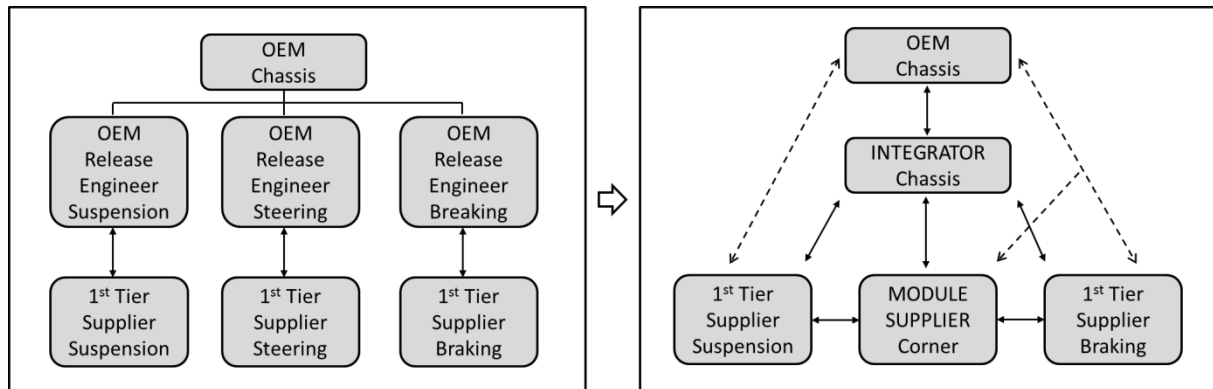 OEM
Chassis
OEM
Release
Engineer
Suspension
OEM
Release
Engineer
Steering
OEM
Release
Engineer
Breaking
1st Tier
Supplier
Suspension
1st Tier
Supplier
Steering
1st Tier
Supplier
Braking
OEM
Chassis
INTEGRATOR
Chassis
1st Tier
Supplier
Suspension
MODULE
SUPPLIER
Corner
1st Tier
Supplier
Braking